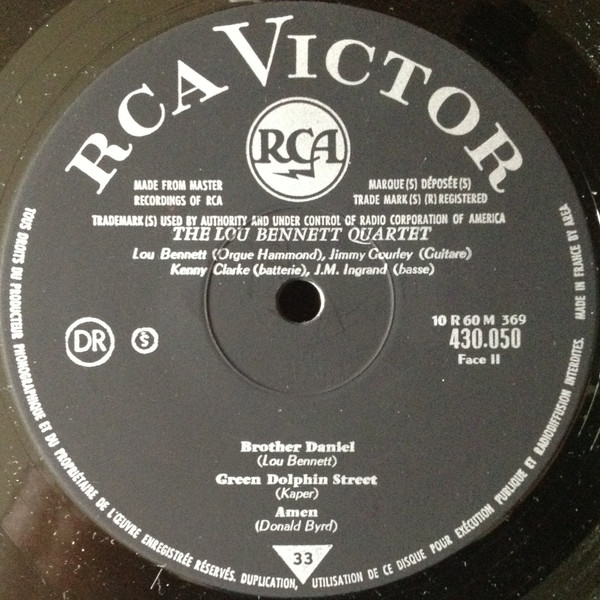 RCA VICTOR
RCA
MADE FROM MASTER
RECORDINGS OF RCA
MARQUE(S) DÉPOSÉE(S)
TRADE MARK(S) (R) REGISTERED
TRADEMARK(S) USED BY AUTHORITY AND UNDER CONTROL OF RADIO CORPORATION OF AMERICA
THE LOU BENNETT QUARTET
Lou Bennett (Orgue Hammond), Jimmy Gourley (Guitare)
Kenny Clarke (batterie), J.M. Ingrand (basse)
DR
S
10 R 60 M 369
430.050
Face II
Brother Daniel
(Lou Bennett)
Green Dolphin Street
(Kaper)
Amen
(Donald Byrd)
33
TOUS DROITS DU PRODUCTEUR PHONOGRAPHIQUE ET DU PROPRIÉTAIRE DE L'ŒUVRE ENREGISTRÉE RÉSERVÉS. DUPLICATION, UTILISATION DE CE DISQUE POUR EXÉCUTION PUBLIQUE ET RADIODIFFUSION INTERDITES. MADE IN FRANCE BY AREA